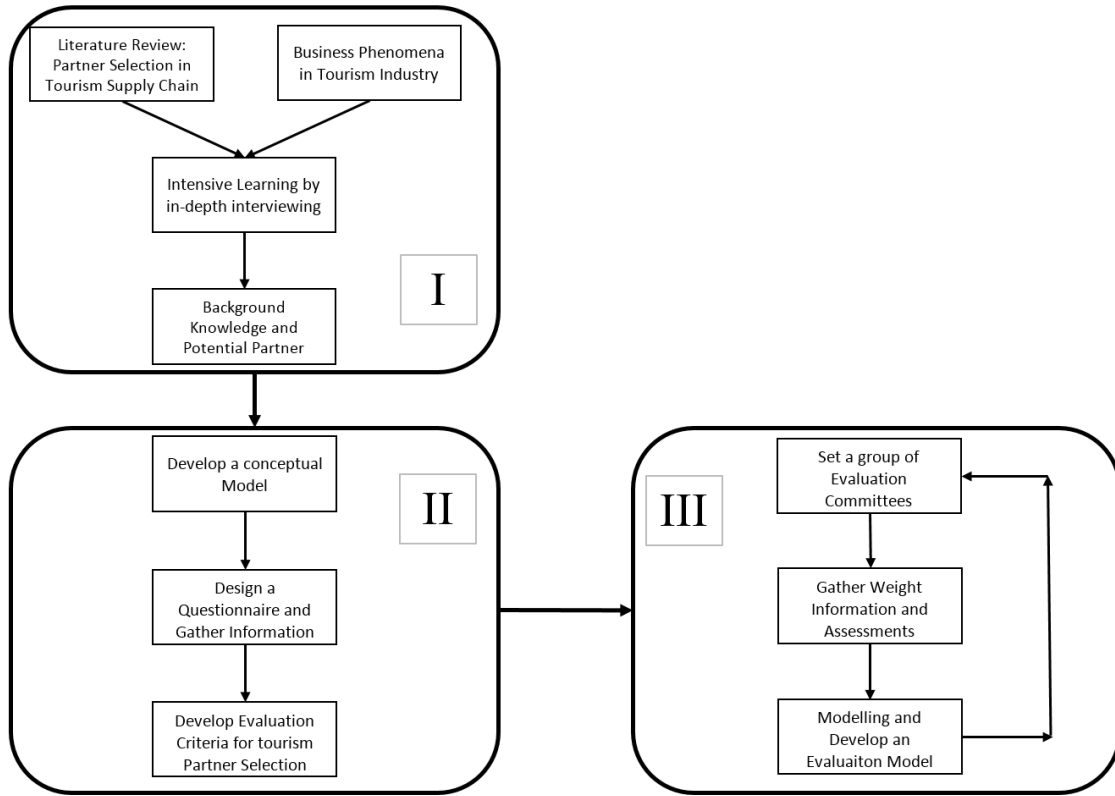 Literature Review:
Partner Selection in
Tourism Supply Chain
Business Phenomena
in Tourism Industry
Intensive Learning by
in-depth interviewing
I
Background
Knowledge and
Potential Partner
Develop a conceptual
Model
II
Design a
Questionnaire and
Gather Information
Develop Evaluation
Criteria for tourism
Partner Selection
Set a group of
Evaluation
Committees
III
Gather Weight
Information and
Assessments
Modelling and
Develop an
Evaluaiton Model